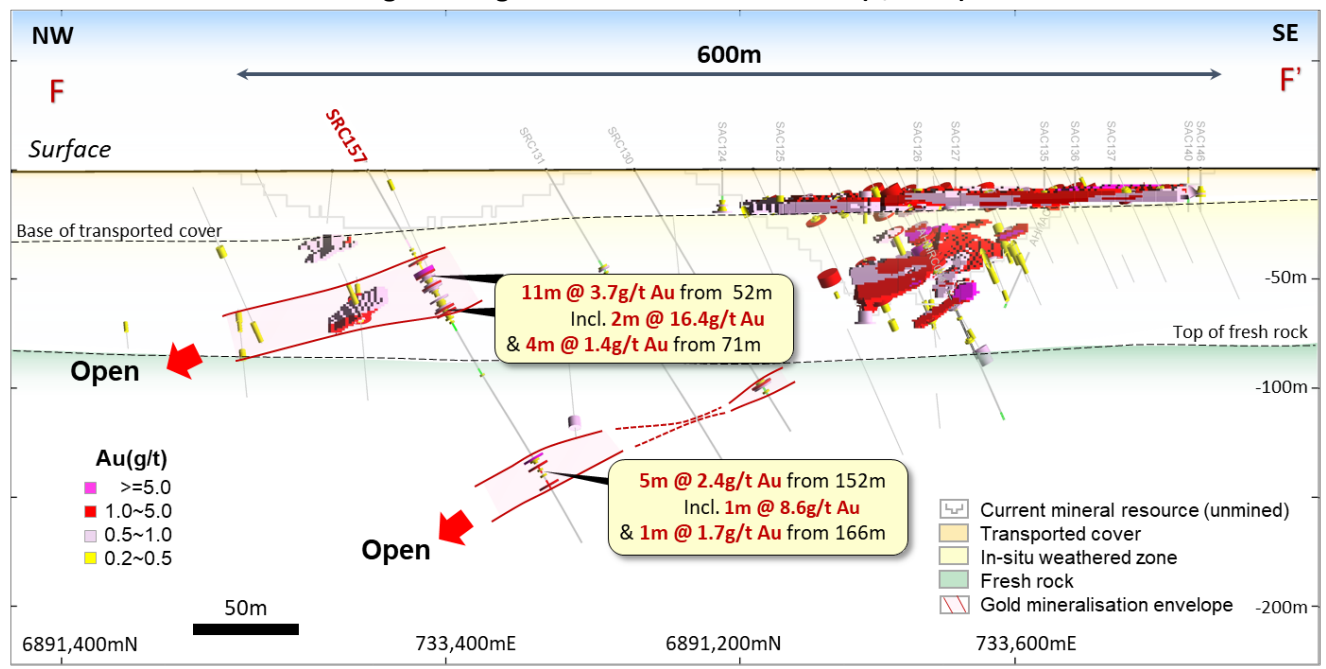 NW
SE
600m
F
F'
SRC157
SRC131
SRC130
SAC124
SAC125
SAC126
SAC127
SAC135
SAC136
SAC137
SAC140
SAC146
Surface
Base of transported cover
-50m
11m @ 3.7g/t Au from 52m
Incl. 2m @ 16.4g/t Au
& 4m @ 1.4g/t Au from 71m
Top of fresh rock
Open
-100m
Au(g/t)
>=5.0
1.0~5.0
0.5~1.0
0.2~0.5
5m @ 2.4g/t Au from 152m
Incl. 1m @ 8.6g/t Au
& 1m @ 1.7g/t Au from 166m
Open
Current mineral resource (unmined)
Transported cover
In-situ weathered zone
Fresh rock
Gold mineralisation envelope
-200m
50m
6891,400mN
733,400mE
6891,200mN
733,600mE